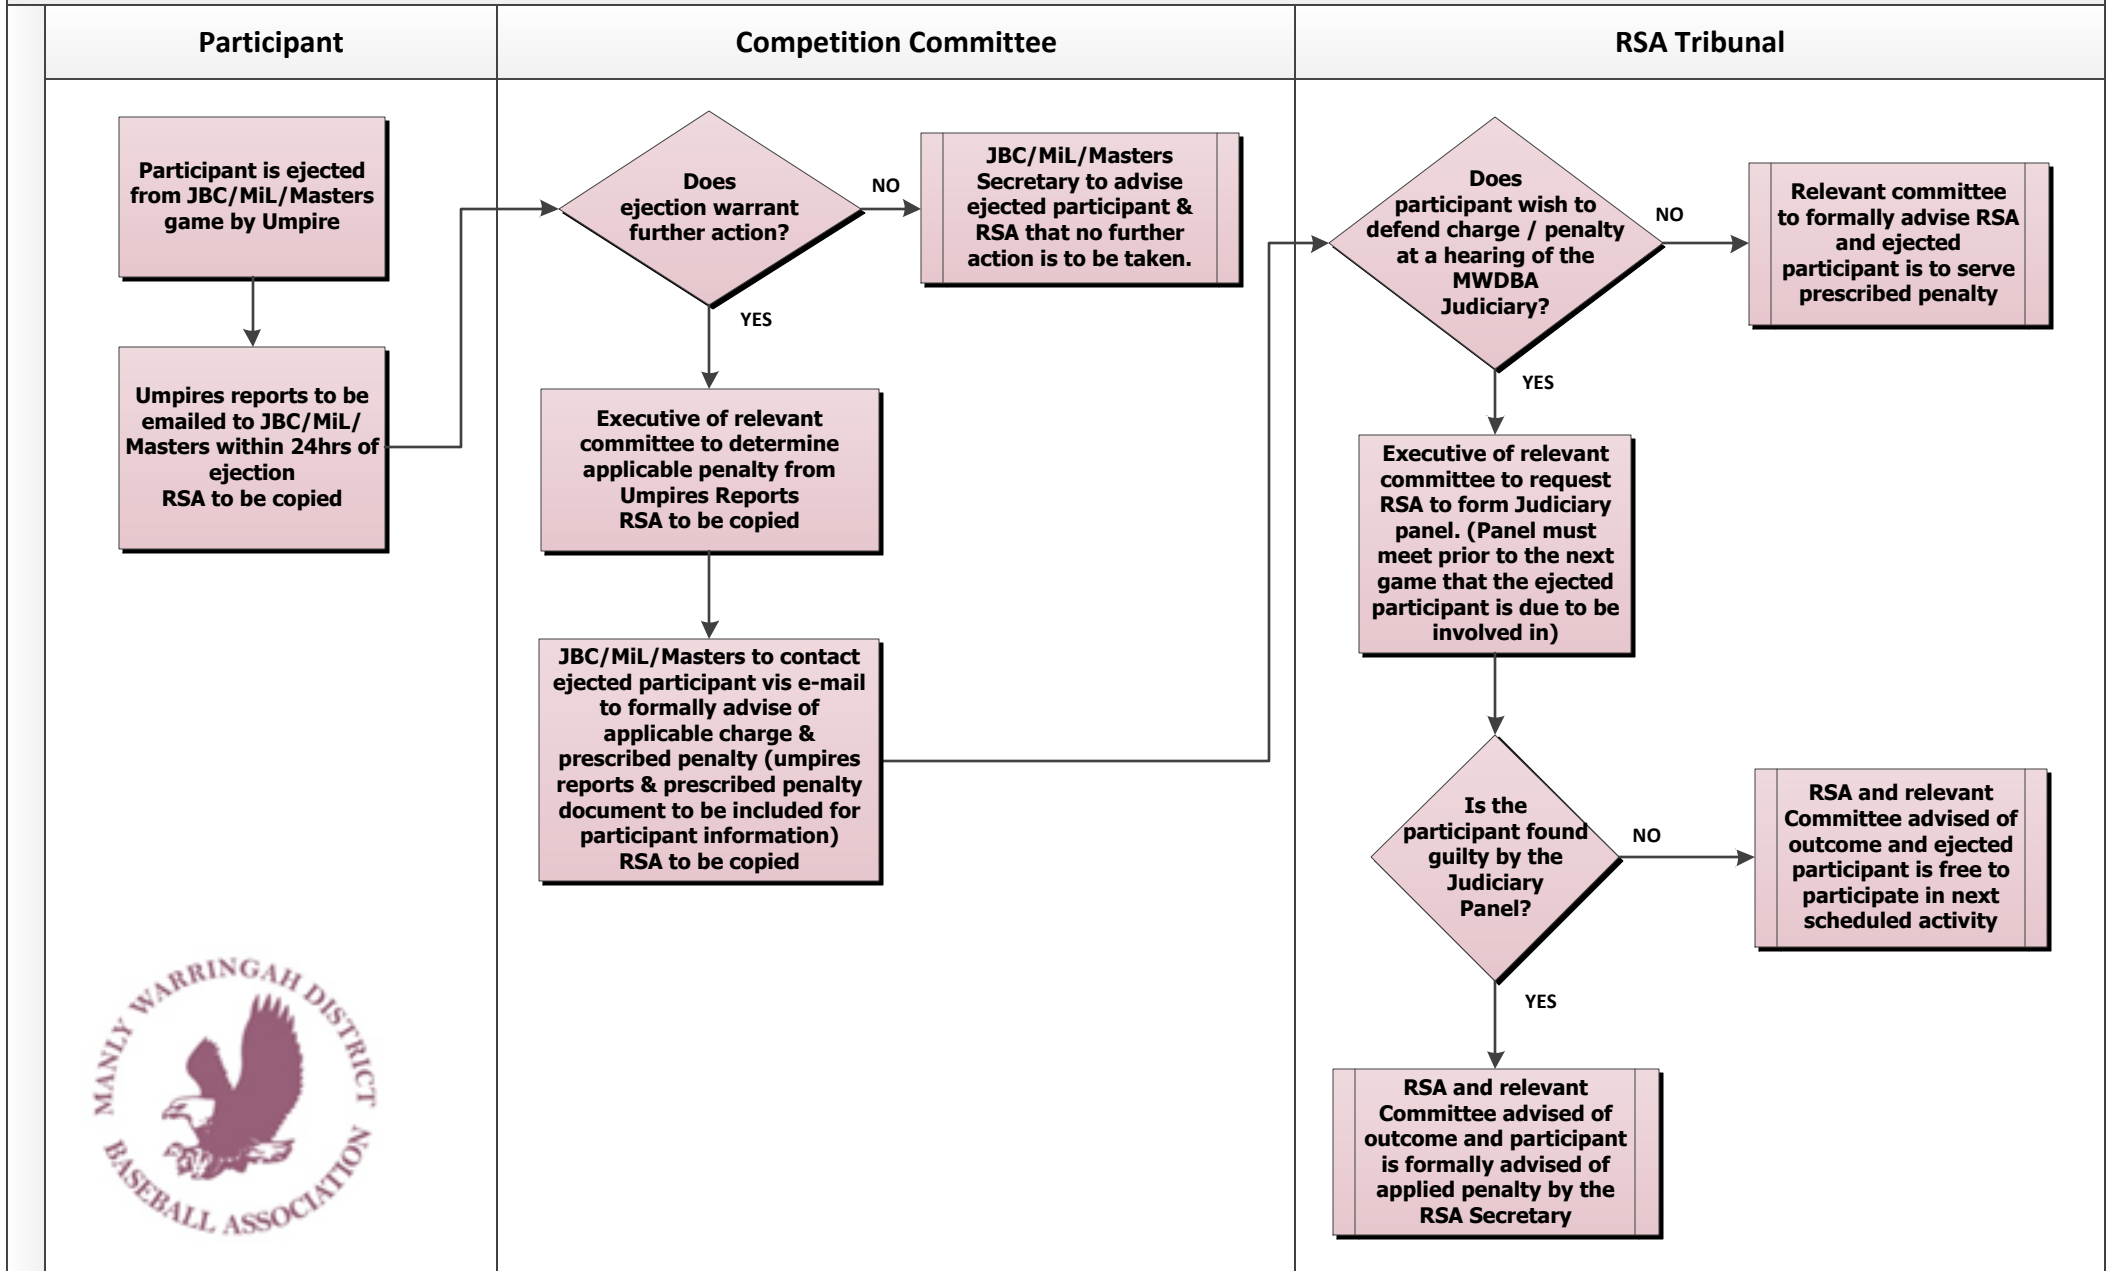 Participant
Competition Committee
RSA Tribunal
Participant is ejected
from JBC/MiL/Masters
game by Umpire
Umpires reports to be
emailed to JBC/MiL/
Masters within 24hrs of
ejection
RSA to be copied
Does
ejection warrant
further action?
NO
JBC/MiL/Masters
Secretary to advise
ejected participant &
RSA that no further
action is to be taken.
YES
Executive of relevant
committee to determine
applicable penalty from
Umpires Reports
RSA to be copied
JBC/MiL/Masters to contact
ejected participant vis e-mail
to formally advise of
applicable charge &
prescribed penalty (umpires
reports & prescribed penalty
document to be included for
participant information)
RSA to be copied
Does
participant wish to
defend charge / penalty
at a hearing of the
MWDBA
Judiciary?
NO
Relevant committee
to formally advise RSA
and ejected
participant is to serve
prescribed penalty
YES
Executive of relevant
committee to request
RSA to form Judiciary
panel. (Panel must
meet prior to the next
game that the ejected
participant is due to be
involved in)
Is the
participant found
guilty by the
Judiciary
Panel?
NO
RSA and relevant
Committee advised of
outcome and ejected
participant is free to
participate in next
scheduled activity
YES
RSA and relevant
Committee advised of
outcome and participant
is formally advised of
applied penalty by the
RSA Secretary
MANLY WARRINGAH DISTRICT
BASEBALL ASSOCIATION